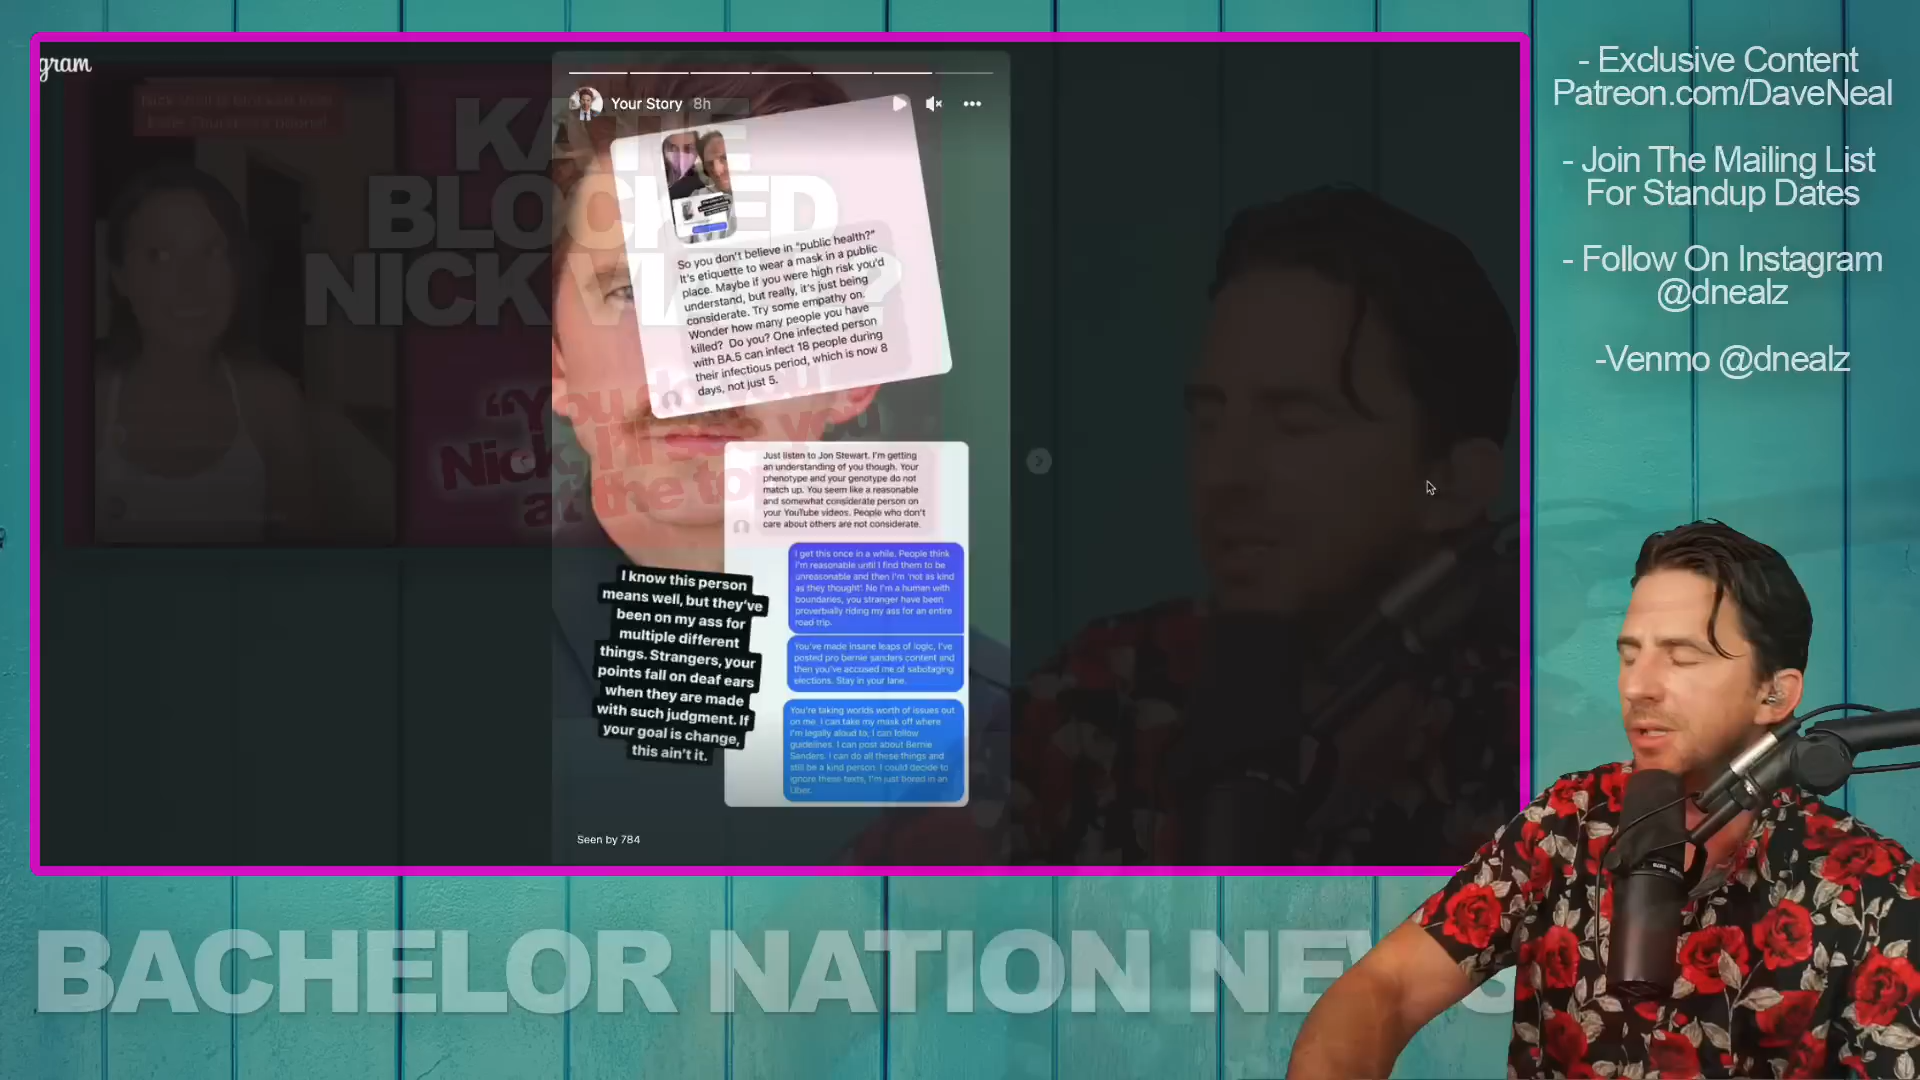 gram
Your Story 8h
KATIE
BLOCKED
NICK
"You
Nick, I'll see you
at the to
So you don't believe in "public health?"
It's etiquette to wear a mask in a public
place. Maybe if you were high risk you'd
understand, but really, it's just being
considerate. Try some empathy on.
Wonder how many people you have
killed? Do you? One infected person
with BA.5 can infect 18 people during
their infectious period, which is now 8
days, not just 5.
Just listen to Jon Stewart. I'm getting
an understanding of you though. Your
phenotype and your genotype do not
match up. You seem like a reasonable
and somewhat considerate person on
your YouTube videos. People who don't
care about others are not considerate.
I get this once in a while. People think
I'm reasonable until I find them to be
unreasonable and then I'm 'not as kind
as they thought'. No I'm a human with
boundaries, you stranger have been
proverbially riding my ass for an entire
road trip.
You've made insane leaps of logic, I've
posted pro bernie sanders content and
then you've accused me of sabotaging
elections. Stay in your lane.
You're taking worlds worth of issues out
on me. I can take my mask off where
I'm legally aloud to, I can follow
guidelines. I can post about Bernie
Sanders. I can do all these things and
still be a kind person. I could decide to
ignore these texts, I'm just bored in an
Uber.
I know this person
means well, but they've
been on my ass for
multiple different
things. Strangers, your
points fall on deaf ears
when they are made
with such judgment. If
your goal is change,
this ain't it.
Seen by 784
- Exclusive Content
Patreon.com/DaveNeal
- Join The Mailing List
For Standup Dates
- Follow On Instagram
@dnealz
-Venmo @dnealz
BACHELOR NATION NEWS